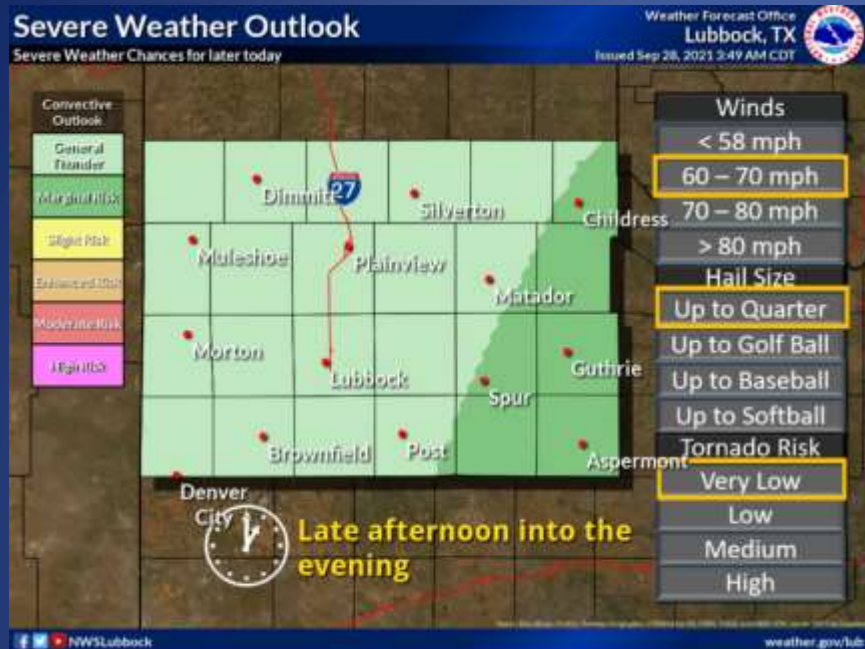 Severe Weather Outlook
Severe Weather Chances for later today
Weather Forecast Office
Lubbock, TX
Issued Sep 28, 2021 3:49 AM CDT
Convective
Outlook
General
Thunder
Marginal Risk
Slight Risk
Enhanced Risk
Moderate Risk
High Risk
27
Dimmitt
Silverton
Childress
Muleshoe
Plainview
Matador
Morton
Lubbock
Guthrie
Spur
Brownfield
Post
Aspermont
Denver
City
Late afternoon into the
evening
Winds
< 58 mph
60 – 70 mph
70 – 80 mph
> 80 mph
Hail Size
Up to Quarter
Up to Golf Ball
Up to Baseball
Up to Softball
Tornado Risk
Very Low
Low
Medium
High
NWSLubbock
weather.gov/lub